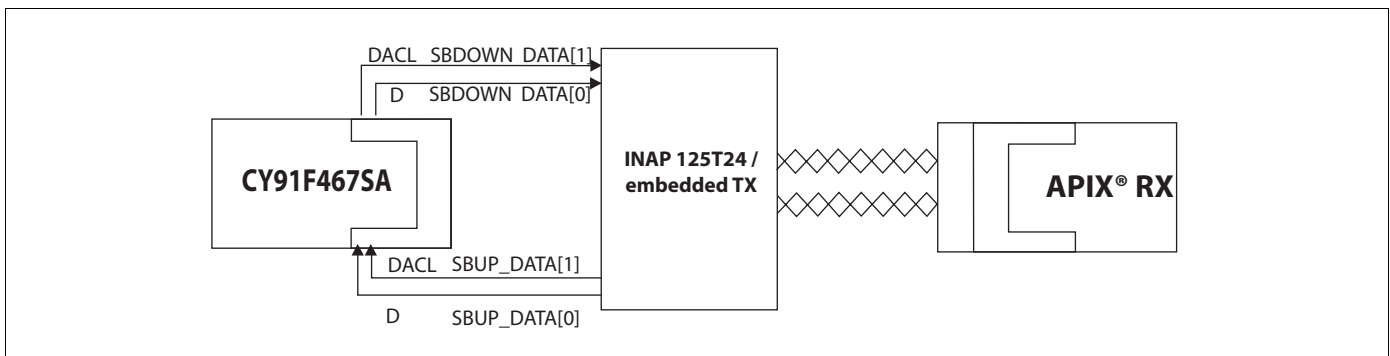 DACL SBDOWN DATA[1]
D SBDOWN DATA[0]
CY91F467SA
INAP 125T24 /
embedded TX
APIX® RX
DACL SBUP_DATA[1]
D SBUP_DATA[0]